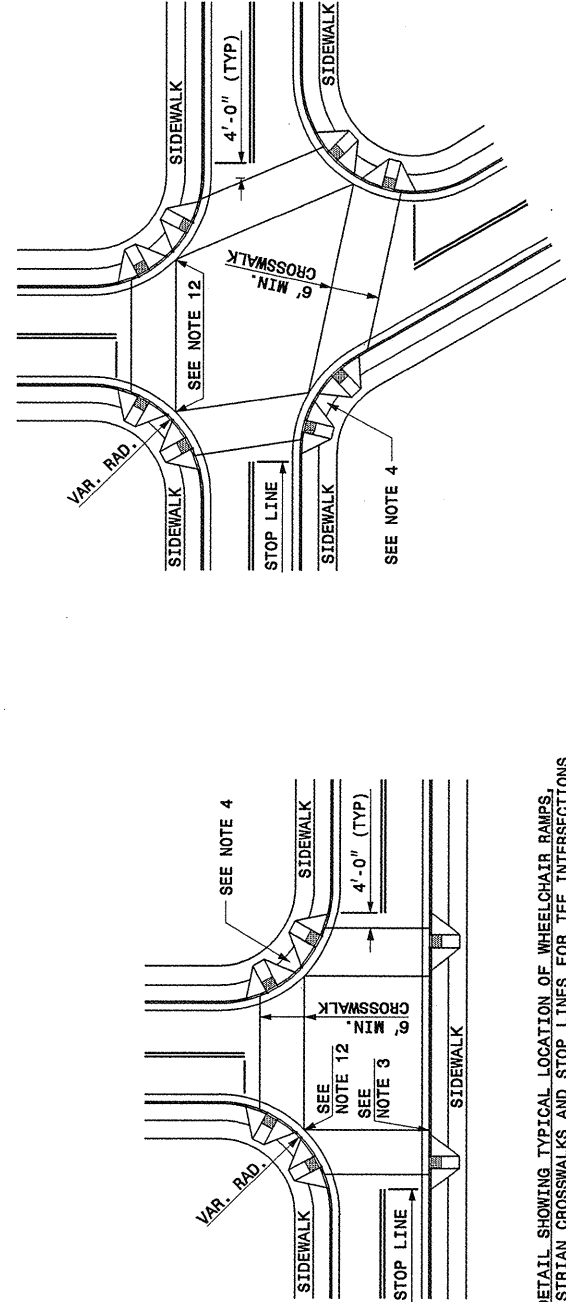 SIDEWALK
SIDEWALK
4'-0" (TYP)
6' MIN.
CROSSWALK
SEE NOTE 12
VAR. RAD.
SIDEWALK
STOP LINE
SIDEWALK
SEE NOTE 4
SEE NOTE 4
SIDEWALK
4'-0" (TYP)
6' MIN.
CROSSWALK
SEE
NOTE 12
SEE
NOTE 3
VAR. RAD.
SIDEWALK
SIDEWALK
STOP LINE
DETAIL SHOWING TYPICAL LOCATION OF WHEELCHAIR RAMPS,
STRIAN CROSSWALKS AND STOP LINES FOR TEE INTERSECTIONS